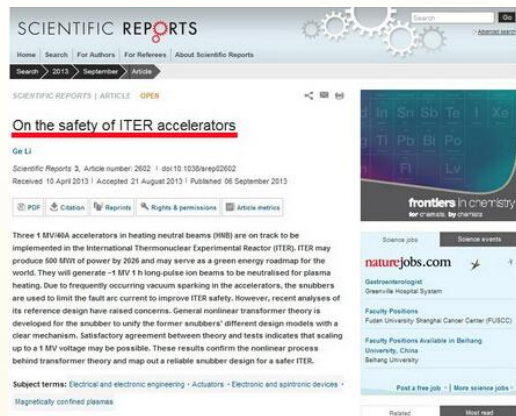 SCIENTIFIC REPORTS
Search
Go
Advanced search
Home Search For Authors For Referees About Scientific Reports
Search 2013 September Article
SCIENTIFIC REPORTS | ARTICLE OPEN
On the safety of ITER accelerators
Ge Li
Scientific Reports 3, Article number: 2602 | doi:10.1038/srep02602
Received 10 April 2013 | Accepted 21 August 2013 | Published 06 September 2013
PDF Citation Reprints Rights & permissions Article metrics
Three 1 MV/40A accelerators in heating neutral beams (HNB) are on track to be
implemented in the International Thermonuclear Experimental Reactor (ITER). ITER may
produce 500 MWt of power by 2026 and may serve as a green energy roadmap for the
world. They will generate −1 MV 1 h long-pulse ion beams to be neutralised for plasma
heating. Due to frequently occurring vacuum sparking in the accelerators, the snubbers
are used to limit the fault arc current to improve ITER safety. However, recent analyses of
its reference design have raised concerns. General nonlinear transformer theory is
developed for the snubber to unify the former snubbers' different design models with a
clear mechanism. Satisfactory agreement between theory and tests indicates that scaling
up to a 1 MV voltage may be possible. These results confirm the nonlinear process
behind transformer theory and map out a reliable snubber design for a safer ITER.
Subject terms: Electrical and electronic engineering • Actuators • Electronic and spintronic devices •
Magnetically confined plasmas
In Sn Sb Te I Xe
Tl Pb Bi Po
Fl Lv
frontiers in chemistry
for chemists, by chemists
Science jobs Science events
naturejobs.com
Gastroenterologist
Greenville Hospital System
Faculty Positions
Fudan University Shanghai Cancer Center (FUSCC)
Faculty Positions Available in Beihang
University, China
Beihang University
Post a free job • More science jobs
Related Most read